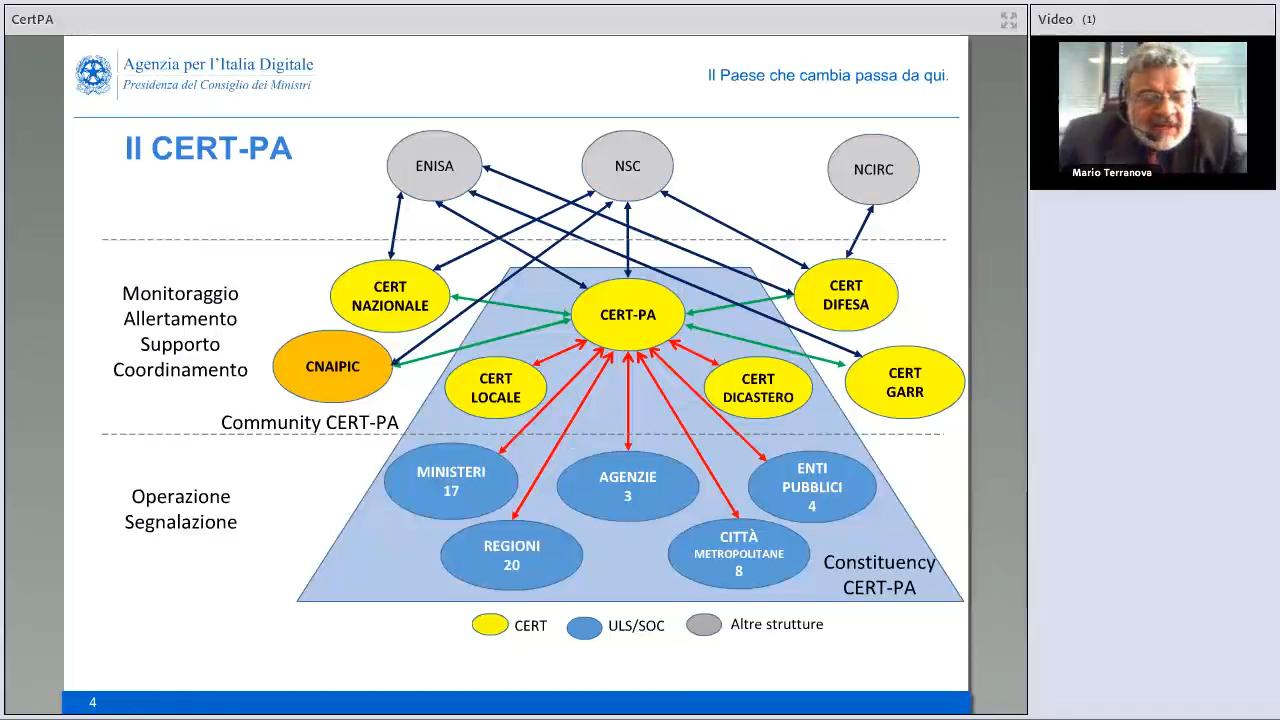 CertPA
Video (1)
Agenzia per l'Italia Digitale
Presidenza del Consiglio dei Ministri
Il Paese che cambia passa da qui.
Mario Terranova
Il CERT-PA
ENISA
NSC
NCIRC
Monitoraggio
Allertamento
Supporto
Coordinamento
CERT
NAZIONALE
CERT-PA
CERT
DIFESA
CNAIPIC
CERT
LOCALE
CERT
DICASTERO
CERT
GARR
Community CERT-PA
Operazione
Segnalazione
MINISTERI
17
AGENZIE
3
ENTI
PUBBLICI
4
REGIONI
20
CITTÀ
METROPOLITANE
8
Constituency
CERT-PA
CERT
ULS/SOC
Altre strutture
4